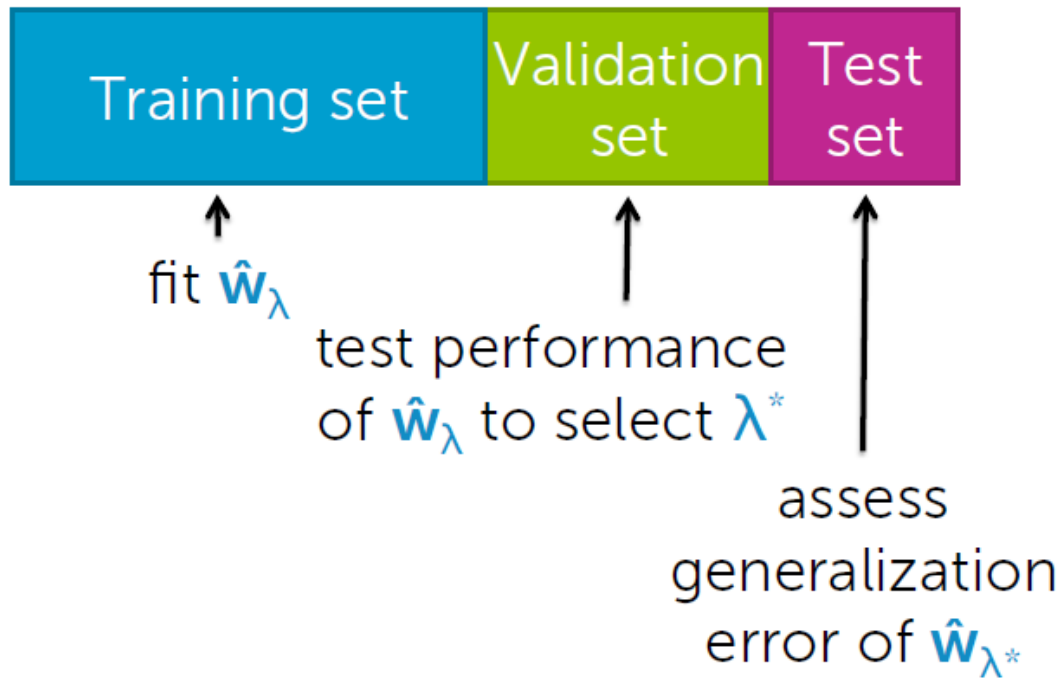 Training set
Validation
set
Test
set
fit ŵλ
test performance
of ŵλ to select λ*
assess
generalization
error of ŵλ*